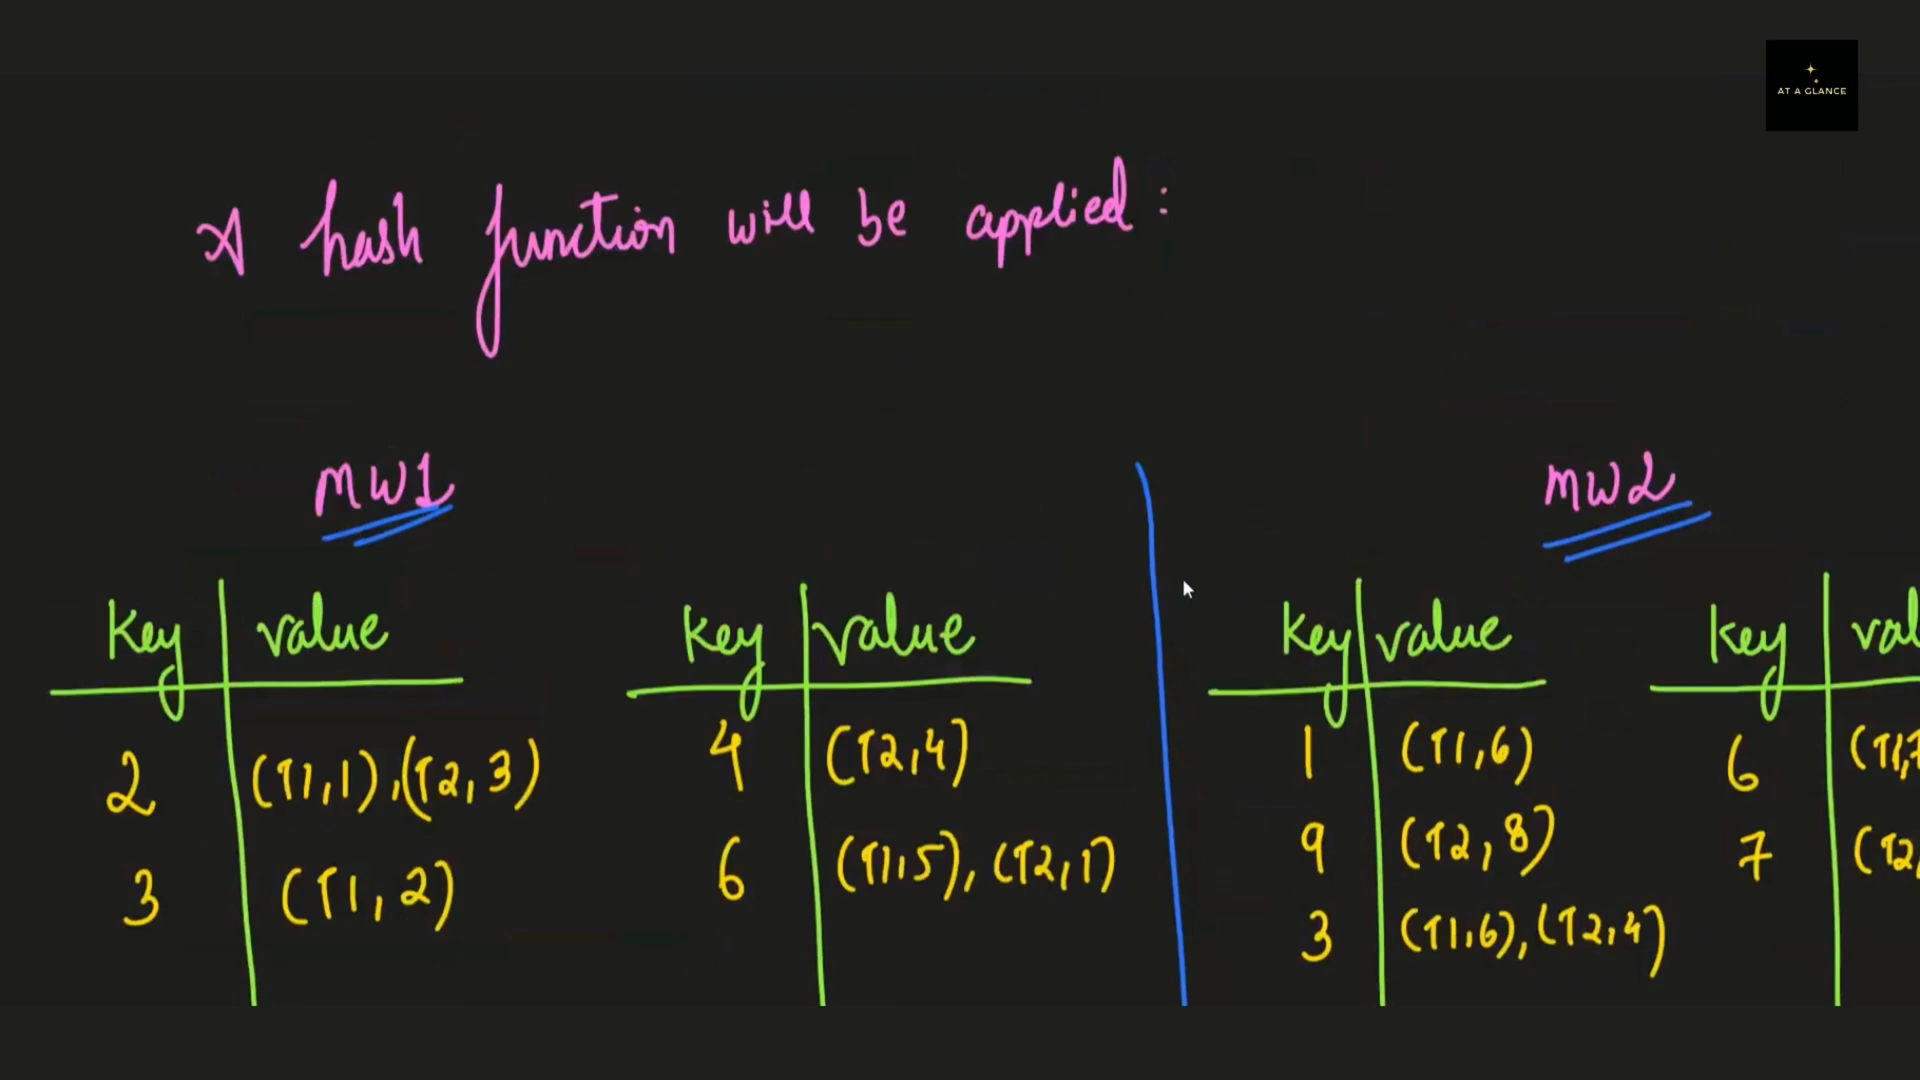 AT A GLANCE
A hash function will be applied:
MW1 MW2
Key value Key value Key value Key
2 (T1,1),(T2,3) 4 (T2,4) 1 (T1,6) 6
9 (T2,8)
3 (T1,2) 6 (T1,5),(T2,1) 3 (T1,6),(T2,4) 7